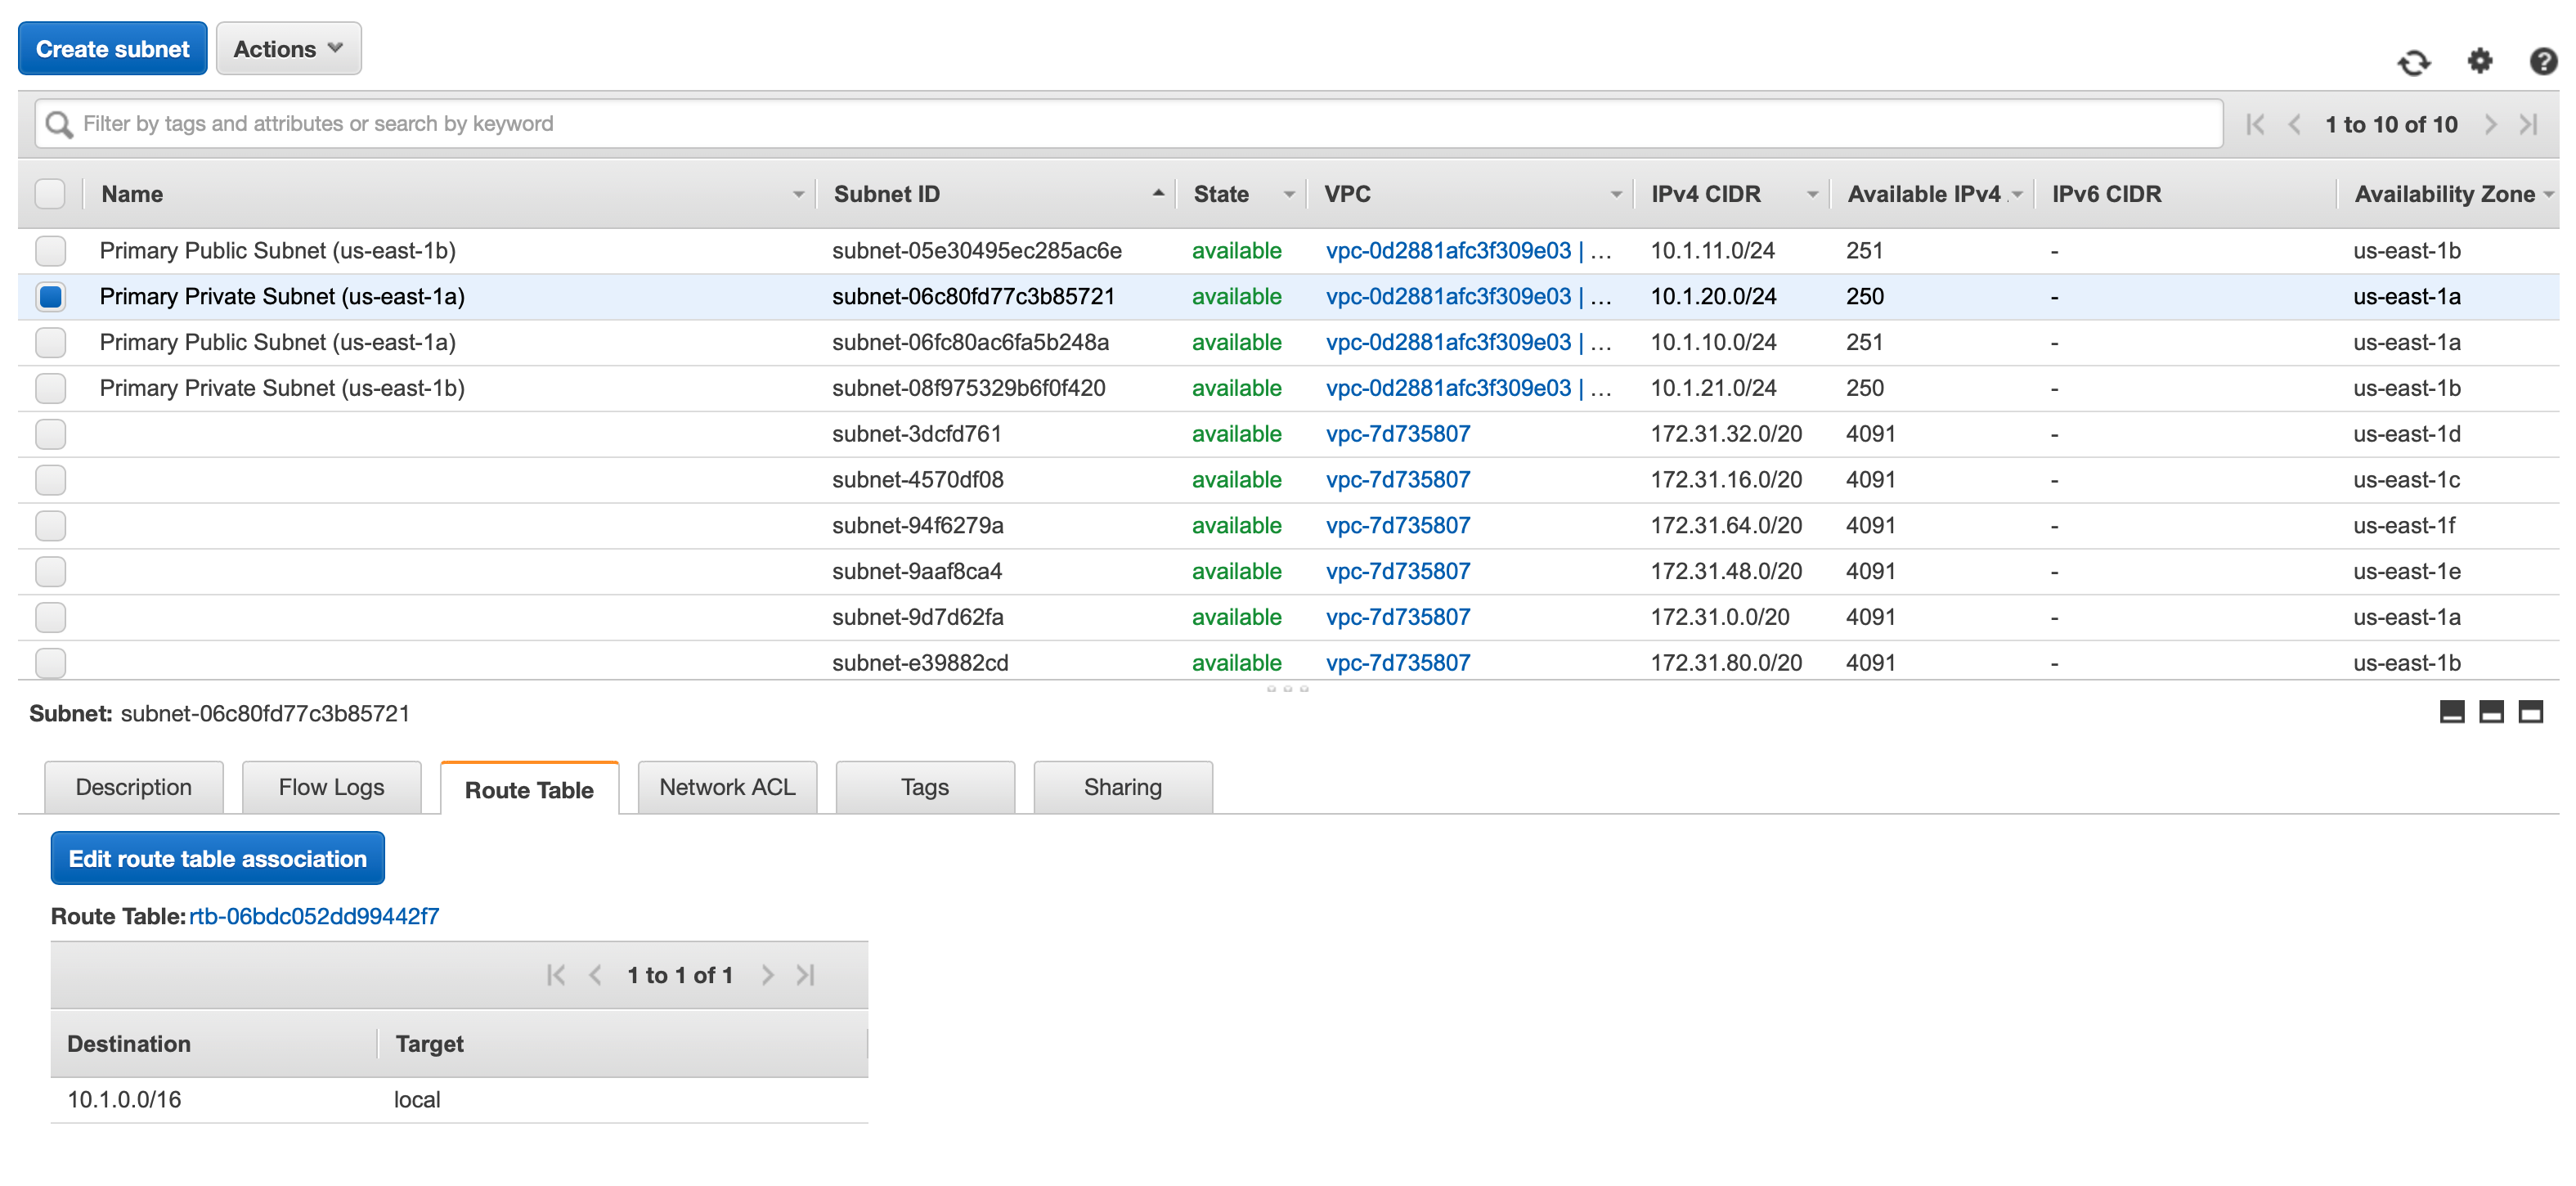 Create subnet Actions
Filter by tags and attributes or search by keyword 1 to 10 of 10
Name Subnet ID State VPC IPv4 CIDR Available IPv4 IPv6 CIDR Availability Zone
Primary Public Subnet (us-east-1b) subnet-05e30495ec285ac6e available vpc-0d2881afc3f309e03 | ... 10.1.11.0/24 251 - us-east-1b
Primary Private Subnet (us-east-1a) subnet-06c80fd77c3b85721 available vpc-0d2881afc3f309e03 | ... 10.1.20.0/24 250 - us-east-1a
Primary Public Subnet (us-east-1a) subnet-06fc80ac6fa5b248a available vpc-0d2881afc3f309e03 | ... 10.1.10.0/24 251 - us-east-1a
Primary Private Subnet (us-east-1b) subnet-08f975329b6f0f420 available vpc-0d2881afc3f309e03 | ... 10.1.21.0/24 250 - us-east-1b
subnet-3dcfd761 available vpc-7d735807 172.31.32.0/20 4091 - us-east-1d
subnet-4570df08 available vpc-7d735807 172.31.16.0/20 4091 - us-east-1c
subnet-94f6279a available vpc-7d735807 172.31.64.0/20 4091 - us-east-1f
subnet-9aaf8ca4 available vpc-7d735807 172.31.48.0/20 4091 - us-east-1e
subnet-9d7d62fa available vpc-7d735807 172.31.0.0/20 4091 - us-east-1a
subnet-e39882cd available vpc-7d735807 172.31.80.0/20 4091 - us-east-1b
Subnet: subnet-06c80fd77c3b85721
Description Flow Logs Route Table Network ACL Tags Sharing
Edit route table association
Route Table: rtb-06bdc052dd99442f7
1 to 1 of 1
Destination Target
10.1.0.0/16 local